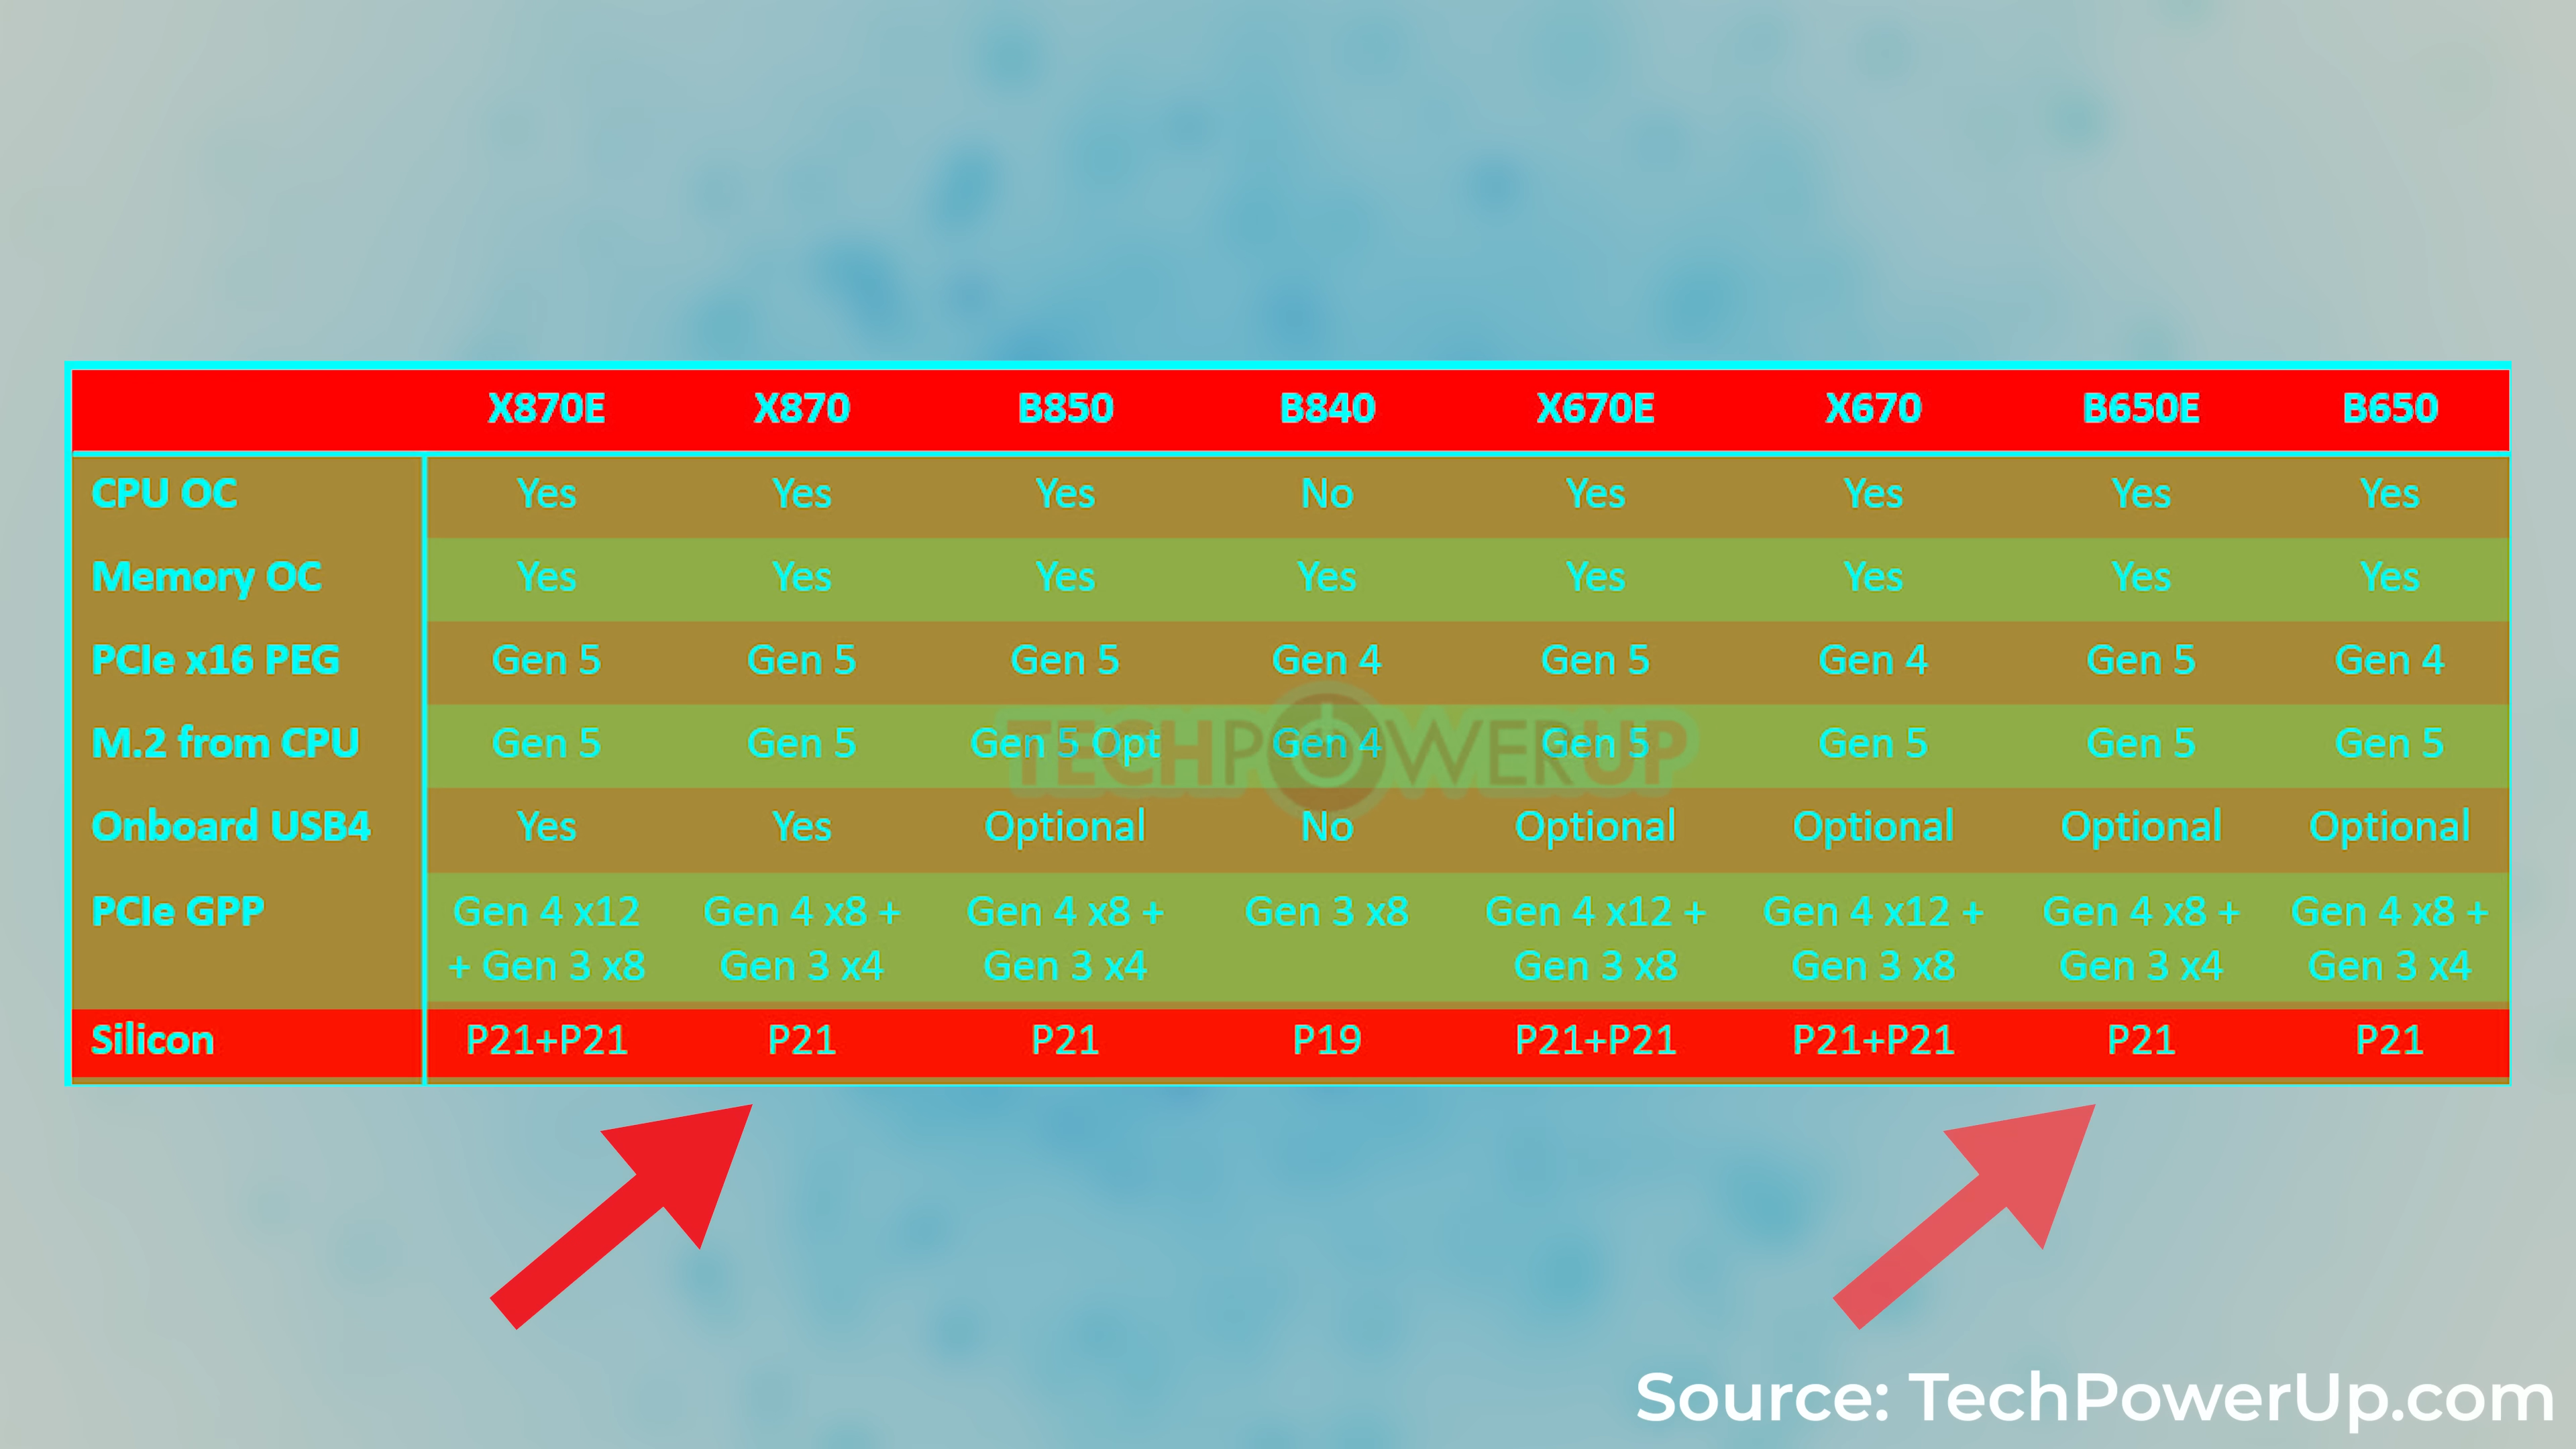 X870E X870 B850 B840 X670E X670 B650E B650
CPU OC Yes Yes Yes No Yes Yes Yes Yes
Memory OC Yes Yes Yes Yes Yes Yes Yes Yes
PCIe x16 PEG Gen 5 Gen 5 Gen 5 Gen 4 Gen 5 Gen 4 Gen 5 Gen 4
M.2 from CPU Gen 5 Gen 5 Gen 5 Opt Gen 4 Gen 5 Gen 5 Gen 5 Gen 5
TECHPOWERUP
Onboard USB4 Yes Yes Optional No Optional Optional Optional Optional
PCIe GPP Gen 4 x12 Gen 4 x8 + Gen 4 x8 + Gen 3 x8 Gen 4 x12 + Gen 4 x12 + Gen 4 x8 + Gen 4 x8 +
+ Gen 3 x8 Gen 3 x4 Gen 3 x4 Gen 3 x8 Gen 3 x8 Gen 3 x4 Gen 3 x4
Silicon P21+P21 P21 P21 P19 P21+P21 P21+P21 P21 P21
Source: TechPowerUp.com